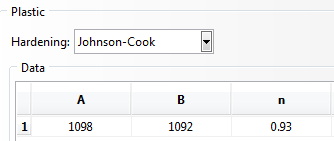 Plastic
Hardening: Johnson-Cook
Data
A B n
1 1098 1092 0.93